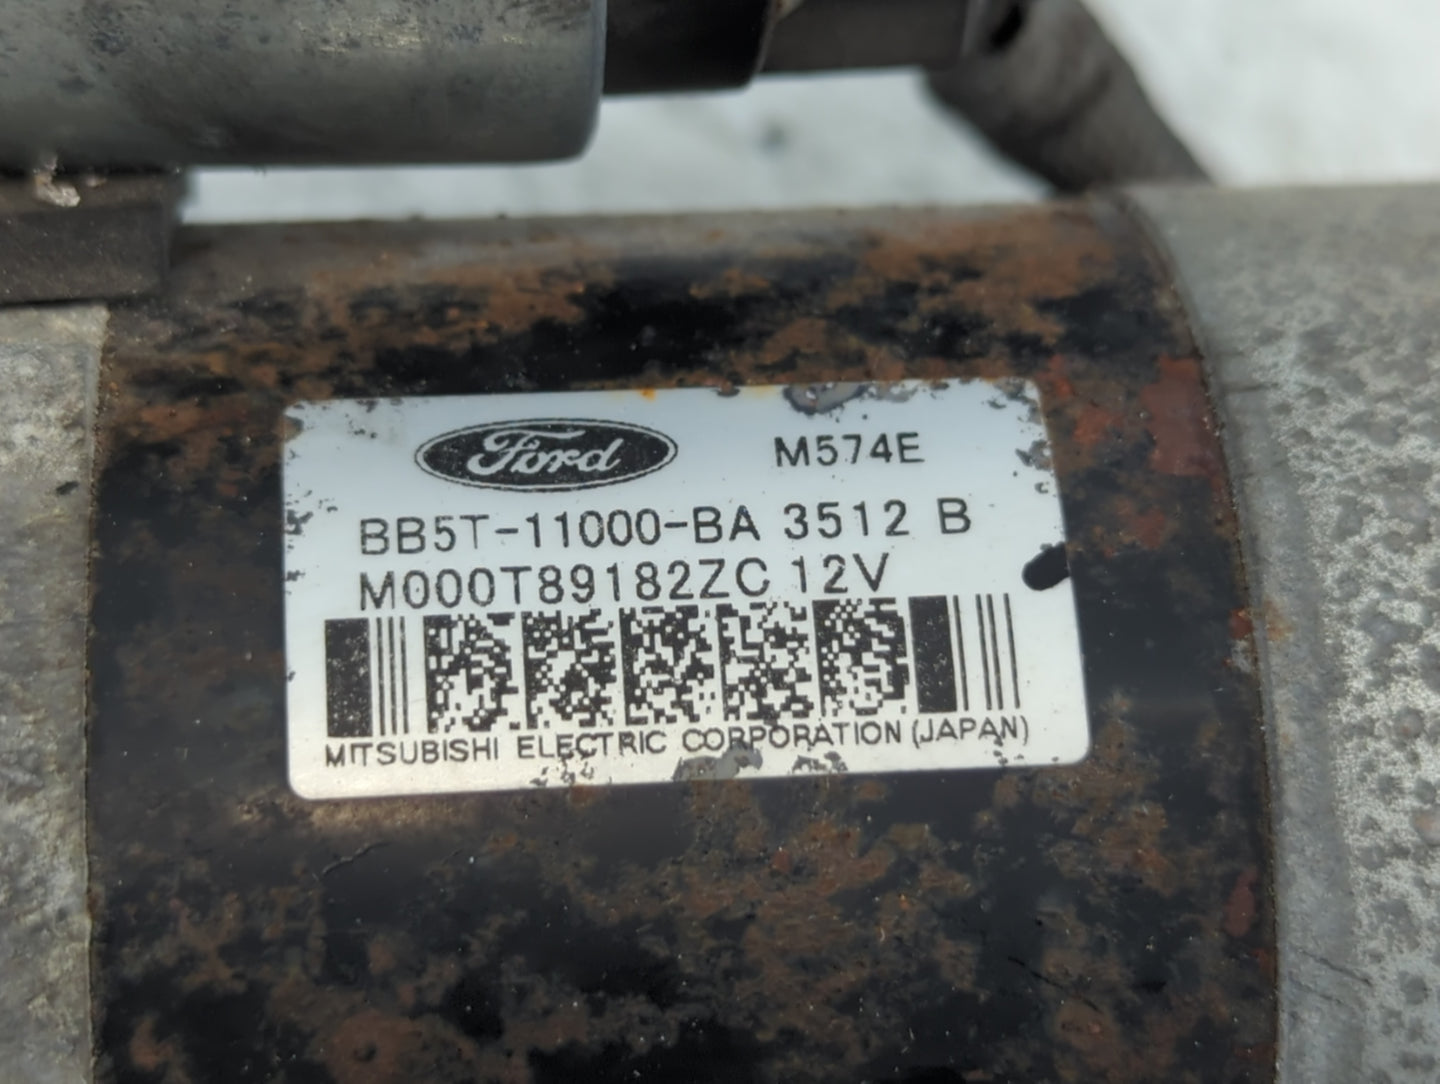 Ford M574E
BB5T-11000-BA 3512 B
M000T89182ZC 12V
MITSUBISHI ELECTRIC CORPORATION (JAPAN)